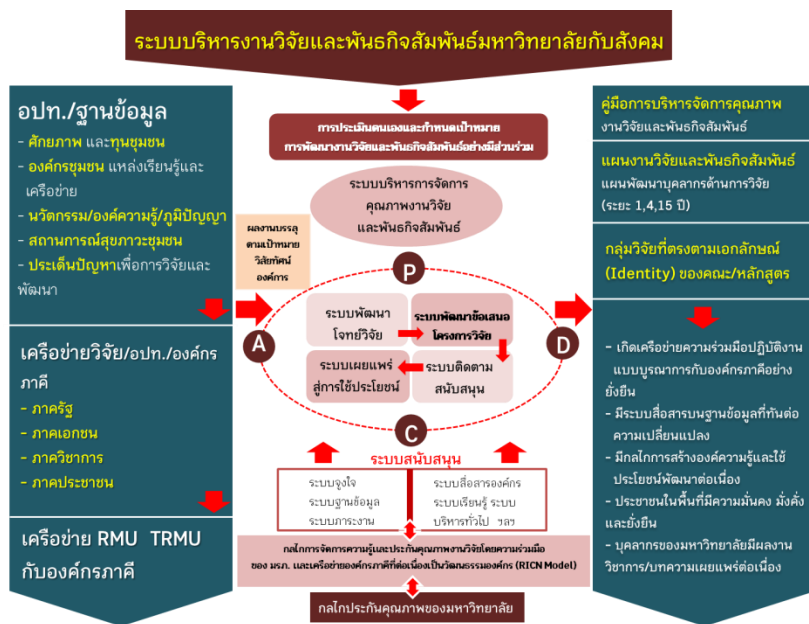 ระบบบริหารงานวิจัยและพันธกิจสัมพันธ์มหาวิทยาลัยกับสังคม
อปท./ฐานข้อมูล
- ศักยภาพ และทุนชุมชน
- องค์กรชุมชน แหล่งเรียนรู้และ
เครือข่าย
- นวัตกรรม/องค์ความรู้/ภูมิปัญญา
- สถานการณ์สุขภาวะชุมชน
- ประเด็นปัญหาเพื่อการวิจัยและ
พัฒนา
เครือข่ายวิจัย/อปท./องค์กร
ภาคี
- ภาครัฐ
- ภาคเอกชน
- ภาควิชาการ
- ภาคประชาชน
เครือข่าย RMU TRMU
กับองค์กรภาคี
การประเมินตนเองและกำหนดเป้าหมาย
การพัฒนางานวิจัยและพันธกิจสัมพันธ์อย่างมีส่วนร่วม
ระบบบริหารการจัดการ
คุณภาพงานวิจัย
และพันธกิจสัมพันธ์
ผลงานบรรลุ
ตามเป้าหมาย
วิสัยทัศน์
องค์การ
P
A
D
C
ระบบพัฒนา
โจทย์วิจัย
ระบบพัฒนาข้อเสนอ
โครงการวิจัย
ระบบเผยแพร่
สู่การใช้ประโยชน์
ระบบติดตาม
สนับสนุน
ระบบสนับสนุน
ระบบจูงใจ
ระบบฐานข้อมูล
ระบบภาระงาน
ระบบสื่อสารองค์กร
ระบบเรียนรู้ ระบบ
บริหารทั่วไป ฯลฯ
กลไกการจัดการความรู้และประกันคุณภาพงานวิจัยโดยความร่วมมือ
ของ มรภ. และเครือข่ายองค์กรภาคีที่ต่อเนื่องเป็นวัฒนธรรมองค์กร (RICN Model)
กลไกประกันคุณภาพของมหาวิทยาลัย
คู่มือการบริหารจัดการคุณภาพ
งานวิจัยและพันธกิจสัมพันธ์
แผนงานวิจัยและพันธกิจสัมพันธ์
แผนพัฒนาบุคลากรด้านการวิจัย
(ระยะ 1,4,15 ปี)
กลุ่มวิจัยที่ตรงตามเอกลักษณ์
(Identity) ของคณะ/หลักสูตร
- เกิดเครือข่ายความร่วมมือปฏิบัติงาน
แบบบูรณาการกับองค์กรภาคีอย่าง
ยั่งยืน
- มีระบบสื่อสารบนฐานข้อมูลที่ทันต่อ
ความเปลี่ยนแปลง
- มีกลไกการสร้างองค์ความรู้และใช้
ประโยชน์พัฒนาต่อเนื่อง
- ประชาชนในพื้นที่มีความมั่นคง มั่งคั่ง
และยั่งยืน
- บุคลากรของมหาวิทยาลัยมีผลงาน
วิชาการ/บทความเผยแพร่ต่อเนื่อง